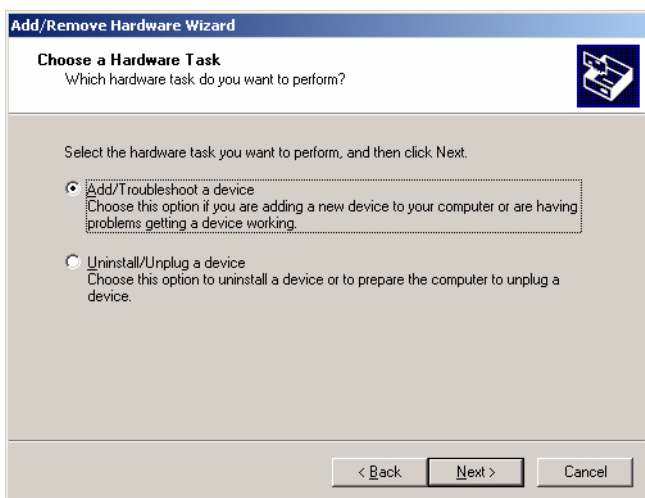 Add/Remove Hardware Wizard
Choose a Hardware Task
Which hardware task do you want to perform?
Select the hardware task you want to perform, and then click Next.
Add/Troubleshoot a device
Choose this option if you are adding a new device to your computer or are having
problems getting a device working.
Uninstall/Unplug a device
Choose this option to uninstall a device or to prepare the computer to unplug a
device.
< Back Next > Cancel